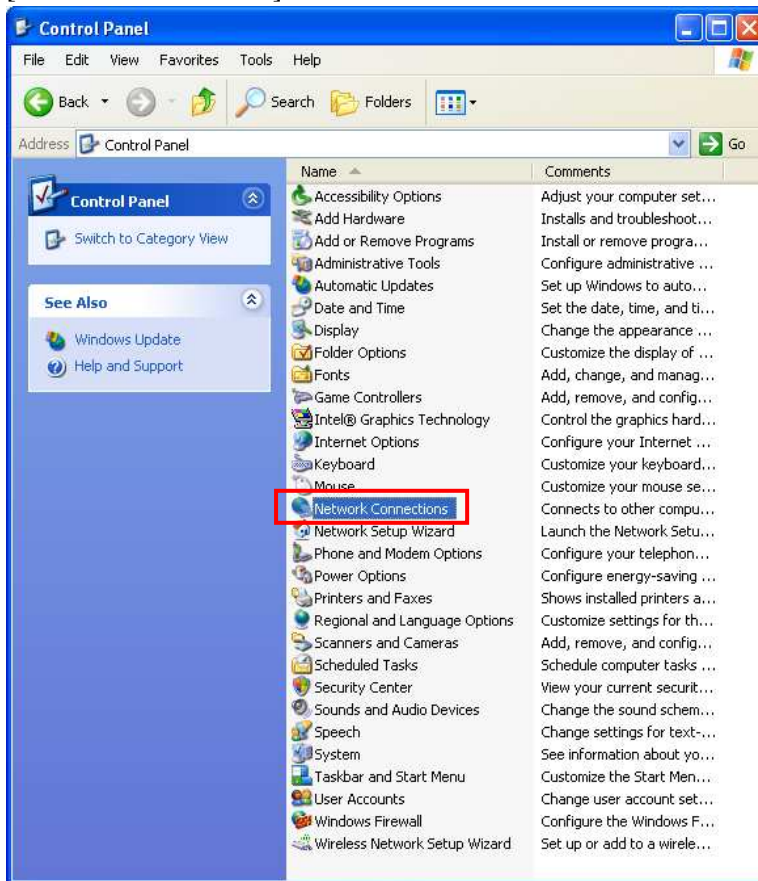 Control Panel
File Edit View Favorites Tools Help
Back Search Folders
Address Control Panel Go
Control Panel
Switch to Category View
See Also
Windows Update
Help and Support
Name Comments
Accessibility Options Adjust your computer set...
Add Hardware Installs and troubleshoot...
Add or Remove Programs Install or remove progra...
Administrative Tools Configure administrative ...
Automatic Updates Set up Windows to auto...
Date and Time Set the date, time, and ti...
Display Change the appearance ...
Folder Options Customize the display of ...
Fonts Add, change, and manag...
Game Controllers Add, remove, and config...
Intel® Graphics Technology Control the graphics hard...
Internet Options Configure your Internet ...
Keyboard Customize your keyboard...
Mouse Customize your mouse se...
Network Connections Connects to other compu...
Network Setup Wizard Launch the Network Setu...
Phone and Modem Options Configure your telephon...
Power Options Configure energy-saving ...
Printers and Faxes Shows installed printers a...
Regional and Language Options Customize settings for th...
Scanners and Cameras Add, remove, and config...
Scheduled Tasks Schedule computer tasks ...
Security Center View your current securit...
Sounds and Audio Devices Change the sound schem...
Speech Change settings for text-...
System See information about yo...
Taskbar and Start Menu Customize the Start Men...
User Accounts Change user account set...
Windows Firewall Configure the Windows F...
Wireless Network Setup Wizard Set up or add to a wirele...